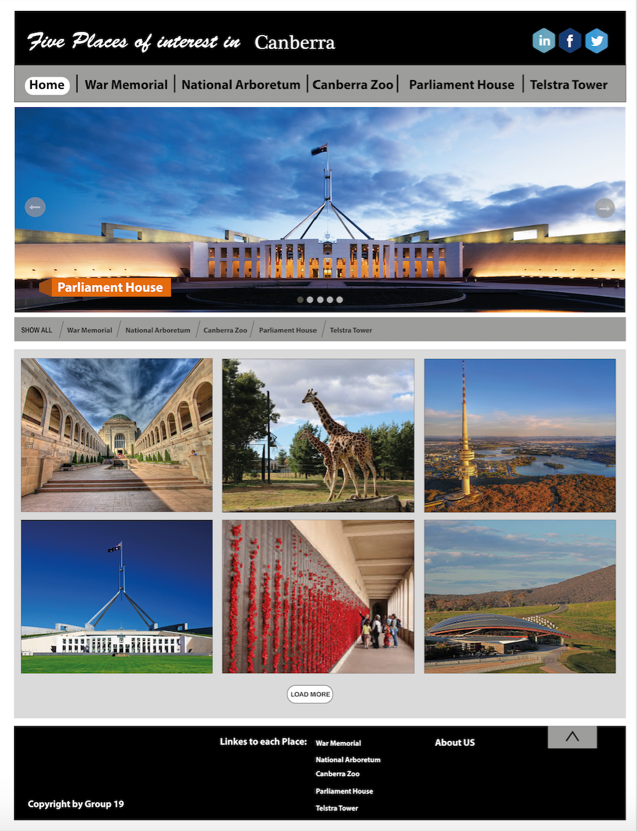 Five Places of interest in Canberra
in f
Home War Memorial National Arboretum Canberra Zoo Parliament House Telstra Tower
Parliament House
SHOW ALL / War Memorial / National Arboretum / Canberra Zoo / Parliament House / Telstra Tower
LOAD MORE
Linkes to each Place: War Memorial About US
National Arboretum
Canberra Zoo
Parliament House
Copyright by Group 19
Telstra Tower